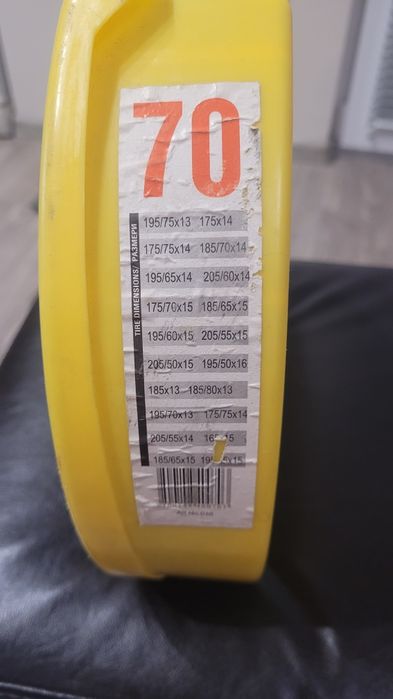 70
TIRE DIMENSIONS/ РАЗМЕРИ
195/75x13 175x14
175/75x14 185/70x14
195/65x14 205/60x14
175/70x15 185/65x15
195/60x15 205/55x15
205/50x15 195/50x16
185x13 185/80x13
195/70x13 175/75x14
205/55x14
185/65x15